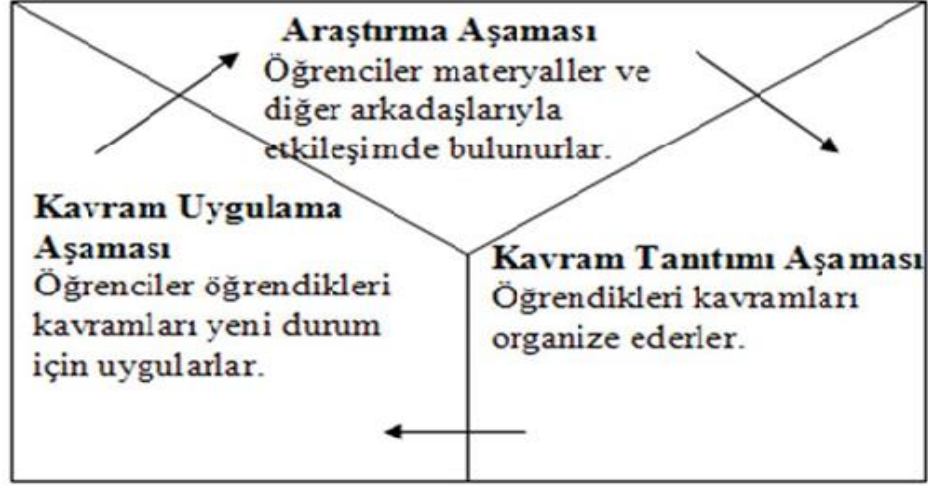 Araştırma Aşaması
Öğrenciler materyaller ve
diğer arkadaşlarıyla
etkileşimde bulunurlar.
Kavram Uygulama
Aşaması
Öğrenciler öğrendikleri
kavramları yeni durum
için uygularlar.
Kavram Tanıtımı Aşaması
Öğrendikleri kavramları
organize ederler.